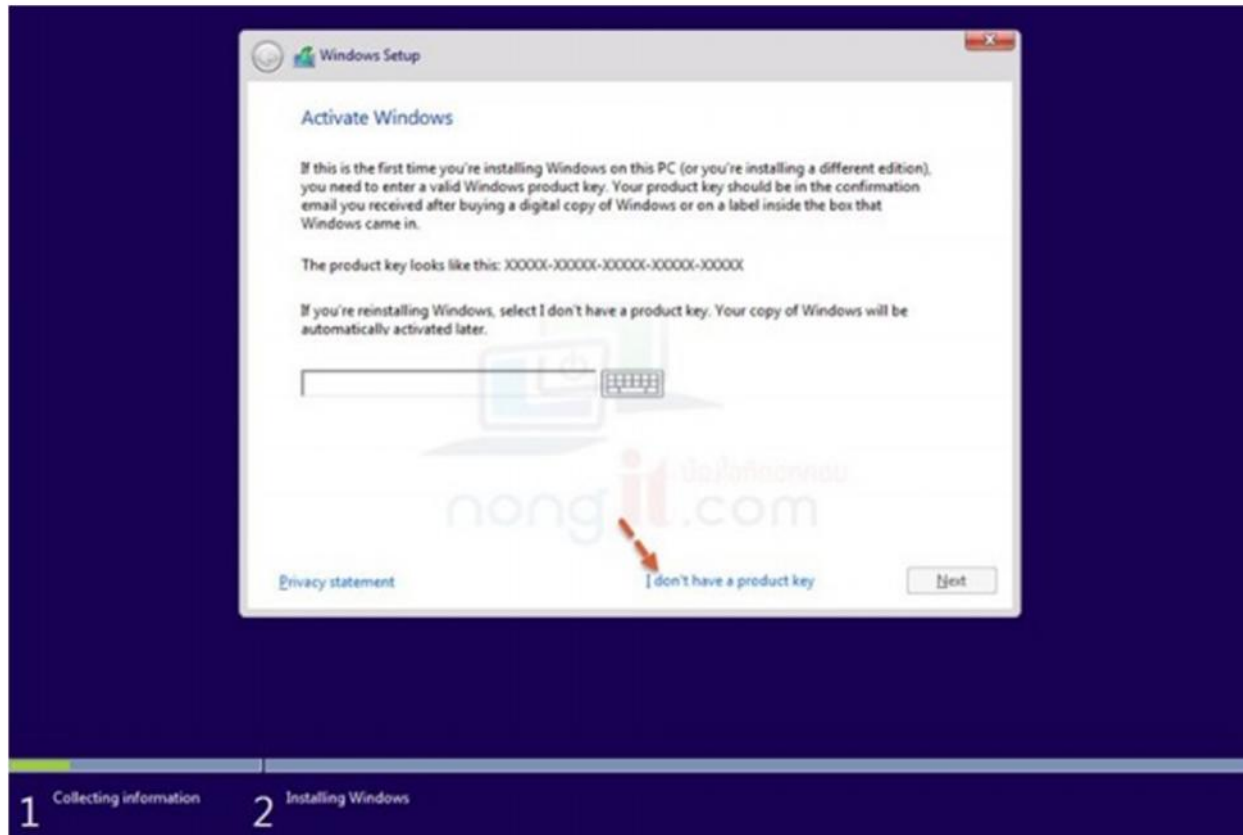 Windows Setup
Activate Windows
If this is the first time you're installing Windows on this PC (or you're installing a different edition),
you need to enter a valid Windows product key. Your product key should be in the confirmation
email you received after buying a digital copy of Windows or on a label inside the box that
Windows came in.
The product key looks like this: XXXXX-XXXXX-XXXXX-XXXXX-XXXXX
If you're reinstalling Windows, select I don't have a product key. Your copy of Windows will be
automatically activated later.
nongit.com
Privacy statement
I don't have a product key
Next
1 Collecting information
2 Installing Windows